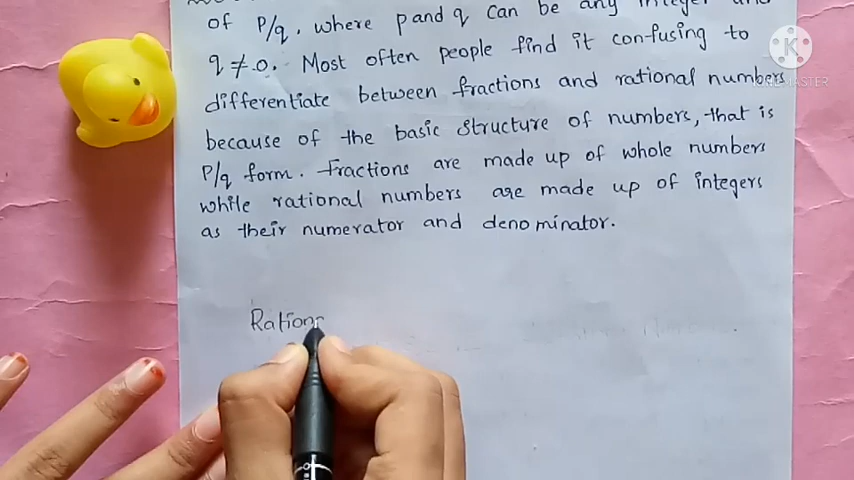 of P/q, where p and q can be any integer and
q ≠ 0. Most often people find it confusing to
differentiate between fractions and rational numbers
because of the basic structure of numbers, that is
P/q form. Fractions are made up of whole numbers
while rational numbers are made up of integers
as their numerator and denominator.
Ration